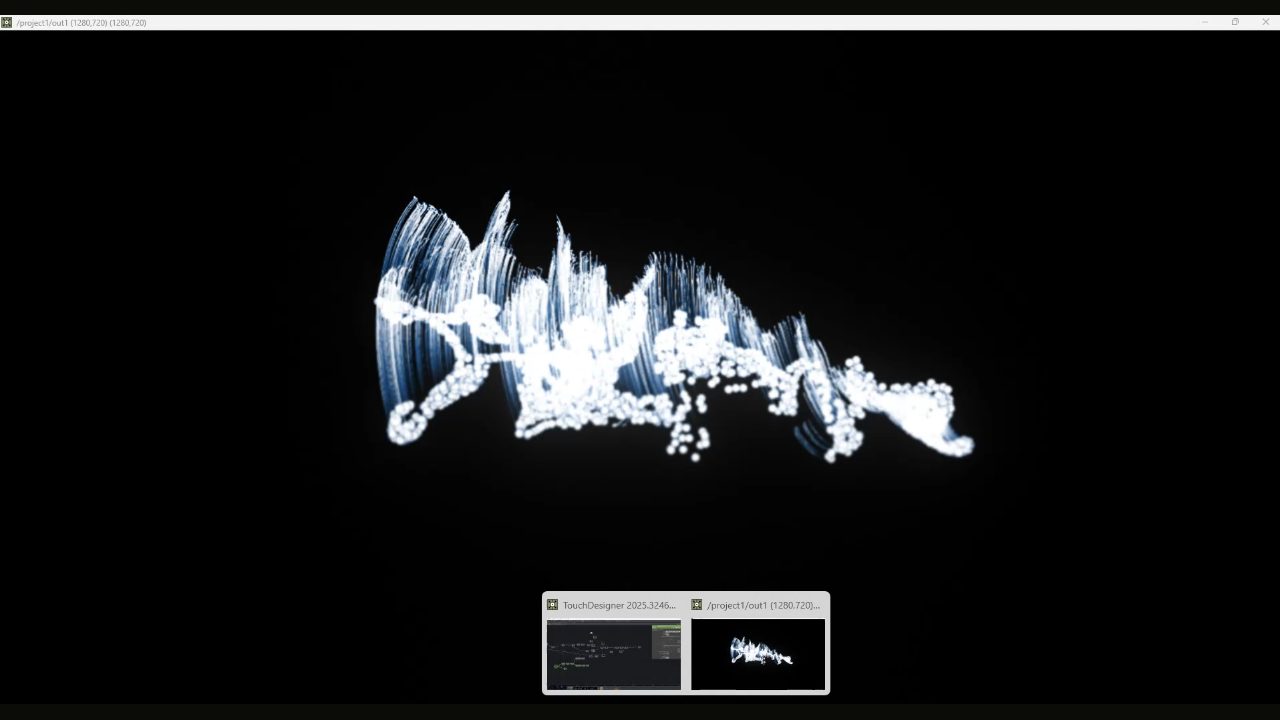 /project1/out1 (1280,720) (1280,720)
TouchDesigner 2025.3246...
/project1/out1 (1280,720)...